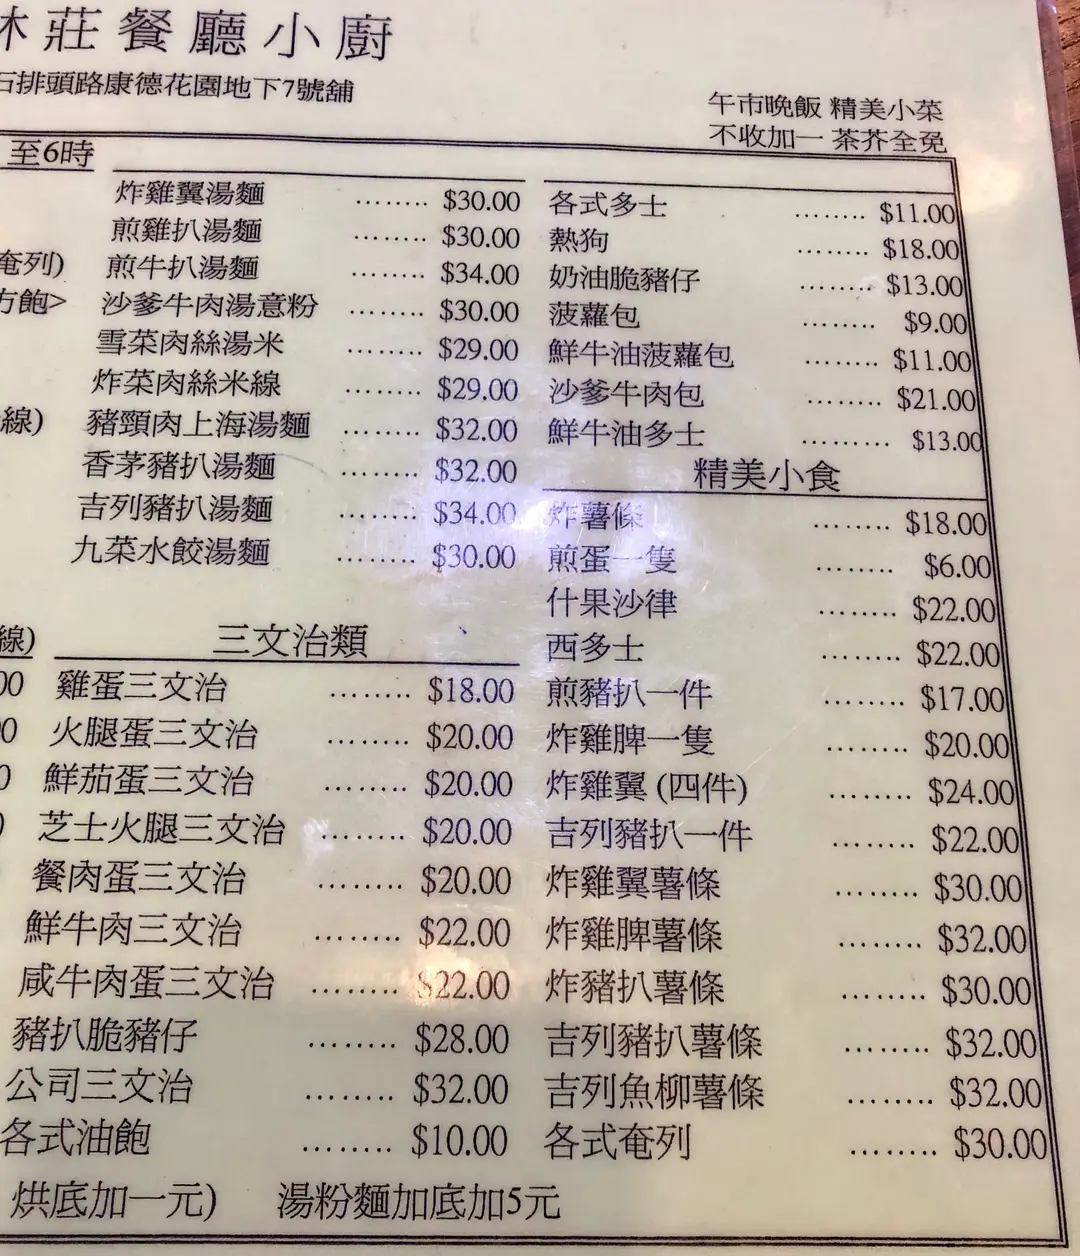 莊餐廳小廚
石排頭路康德花園地下7號舖
午市晚飯 精美小菜
不收加一 茶芥全免
至6時
奄列)
方飽>
線)
線)
00
00
0
)
炸雞翼湯麵 ........ $30.00
煎雞扒湯麵 ........ $30.00
煎牛扒湯麵 ........ $34.00
沙爹牛肉湯意粉 ........ $30.00
雪菜肉絲湯米 ........ $29.00
炸菜肉絲米線 ........ $29.00
豬頸肉上海湯麵 ........ $32.00
香茅豬扒湯麵 ........ $32.00
吉列豬扒湯麵 ........ $34.00
九菜水餃湯麵 ........ $30.00
三文治類
雞蛋三文治 ........ $18.00
火腿蛋三文治 ........ $20.00
鮮茄蛋三文治 ........ $20.00
芝士火腿三文治 ........ $20.00
餐肉蛋三文治 ........ $20.00
鮮牛肉三文治 ........ $22.00
咸牛肉蛋三文治 ........ $22.00
豬扒脆豬仔 ........ $28.00
公司三文治 ........ $32.00
各式油飽 ........ $10.00
各式多士 ........ $11.00
熱狗 ........ $18.00
奶油脆豬仔 ........ $13.00
菠蘿包 ........ $9.00
鮮牛油菠蘿包 ........ $11.00
沙爹牛肉包 ........ $21.00
鮮牛油多士 ......... $13.00
精美小食
炸薯條 ........ $18.00
煎蛋一隻 ........ $6.00
什果沙律 ........ $22.00
西多士 ........ $22.00
煎豬扒一件 ........ $17.00
炸雞脾一隻 ........ $20.00
炸雞翼 (四件) ........ $24.00
吉列豬扒一件 ........ $22.00
炸雞翼薯條 ........ $30.00
炸雞脾薯條 ........ $32.00
炸豬扒薯條 ........ $30.00
吉列豬扒薯條 ........ $32.00
吉列魚柳薯條 ........ $32.00
各式奄列 ........ $30.00
烘底加一元) 湯粉麵加底加5元